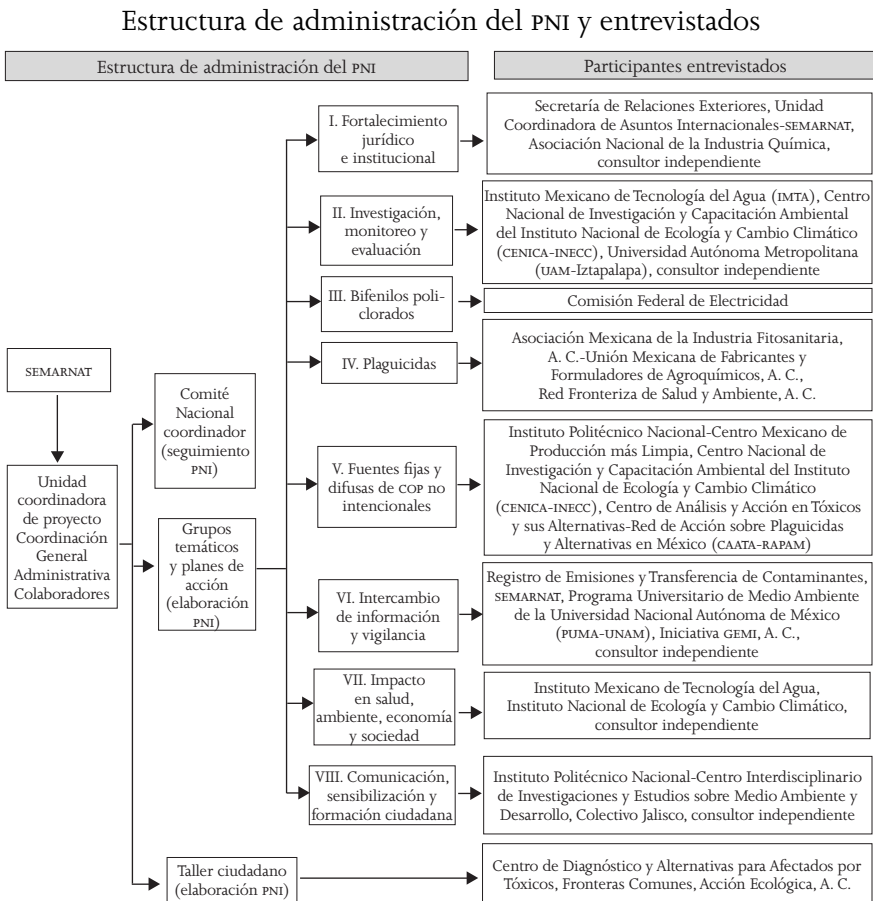 Estructura de administración del PNI y entrevistados
Estructura de administración del PNI
Participantes entrevistados
SEMARNAT
Unidad
coordinadora
de proyecto
Coordinación
General
Administrativa
Colaboradores
Comité
Nacional
coordinador
(seguimiento
PNI)
Grupos
temáticos
y planes de
acción
(elaboración
PNI)
Taller ciudadano
(elaboración PNI)
I. Fortalecimiento
jurídico
e institucional
Secretaría de Relaciones Exteriores, Unidad
Coordinadora de Asuntos Internacionales-SEMARNAT,
Asociación Nacional de la Industria Química,
consultor independiente
II. Investigación,
monitoreo y
evaluación
Instituto Mexicano de Tecnología del Agua (IMTA), Centro
Nacional de Investigación y Capacitación Ambiental
del Instituto Nacional de Ecología y Cambio Climático
(CENICA-INECC), Universidad Autónoma Metropolitana
(UAM-Iztapalapa), consultor independiente
III. Bifenilos poli-
clorados
Comisión Federal de Electricidad
IV. Plaguicidas
Asociación Mexicana de la Industria Fitosanitaria,
A. C.-Unión Mexicana de Fabricantes y
Formuladores de Agroquímicos, A. C.,
Red Fronteriza de Salud y Ambiente, A. C.
V. Fuentes fijas y
difusas de COP no
intencionales
Instituto Politécnico Nacional-Centro Mexicano de
Producción más Limpia, Centro Nacional de
Investigación y Capacitación Ambiental del Instituto
Nacional de Ecología y Cambio Climático
(CENICA-INECC), Centro de Análisis y Acción en Tóxicos
y sus Alternativas-Red de Acción sobre Plaguicidas
y Alternativas en México (CAATA-RAPAM)
VI. Intercambio
de información
y vigilancia
Registro de Emisiones y Transferencia de Contaminantes,
SEMARNAT, Programa Universitario de Medio Ambiente
de la Universidad Nacional Autónoma de México
(PUMA-UNAM), Iniciativa GEMI, A. C.,
consultor independiente
VII. Impacto
en salud,
ambiente, economía
y sociedad
Instituto Mexicano de Tecnología del Agua,
Instituto Nacional de Ecología y Cambio Climático,
consultor independiente
VIII. Comunicación,
sensibilización y
formación ciudadana
Instituto Politécnico Nacional-Centro Interdisciplinario
de Investigaciones y Estudios sobre Medio Ambiente y
Desarrollo, Colectivo Jalisco, consultor independiente
Centro de Diagnóstico y Alternativas para Afectados por
Tóxicos, Fronteras Comunes, Acción Ecológica, A. C.